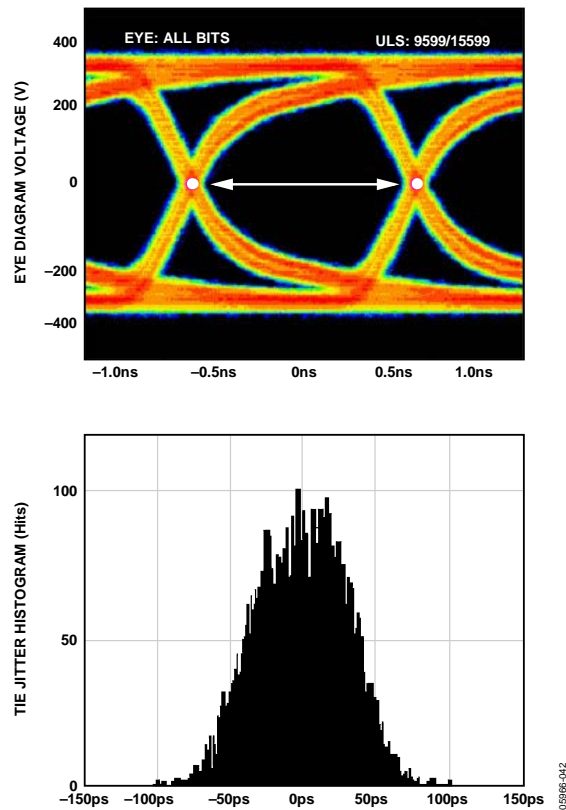 EYE: ALL BITS
ULS: 9599/15599
EYE DIAGRAM VOLTAGE (V)
400
200
0
–200
–400
–1.0ns
–0.5ns
0ns
0.5ns
1.0ns
TIE JITTER HISTOGRAM (Hits)
100
50
0
–150ps
–100ps
–50ps
0ps
50ps
100ps
150ps
05966-042